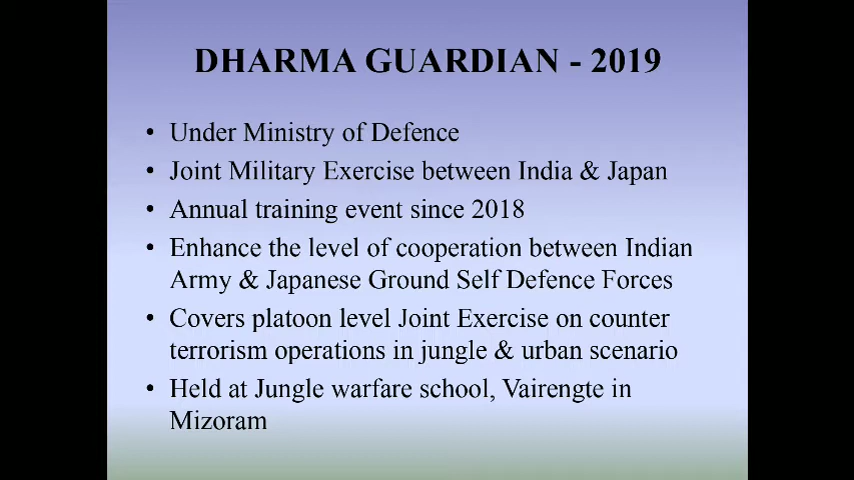 DHARMA GUARDIAN - 2019
• Under Ministry of Defence
• Joint Military Exercise between India & Japan
• Annual training event since 2018
• Enhance the level of cooperation between Indian
Army & Japanese Ground Self Defence Forces
• Covers platoon level Joint Exercise on counter
terrorism operations in jungle & urban scenario
• Held at Jungle warfare school, Vairengte in
Mizoram